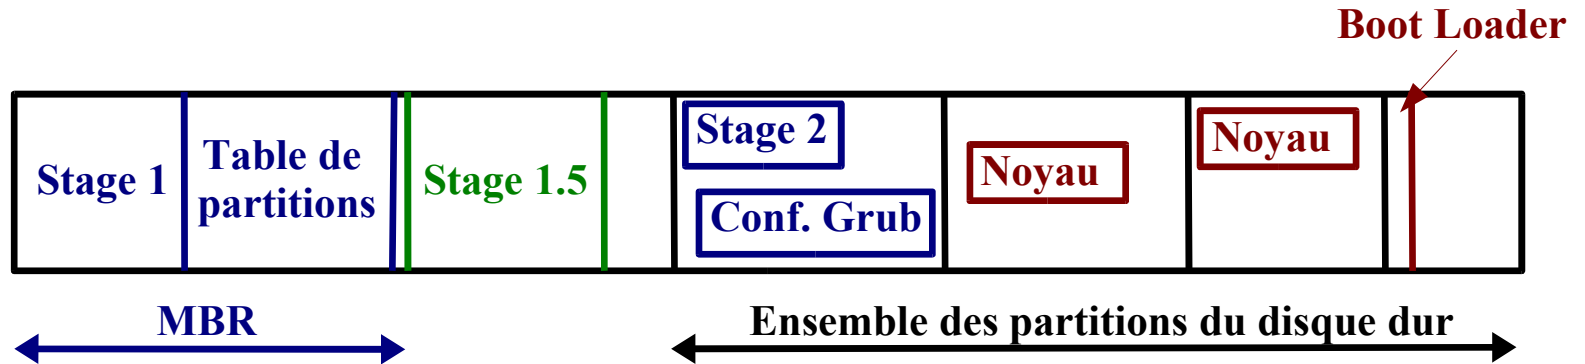 Boot Loader
Stage 1
Table de
partitions
Stage 1.5
Stage 2
Conf. Grub
Noyau
Noyau
MBR
Ensemble des partitions du disque dur